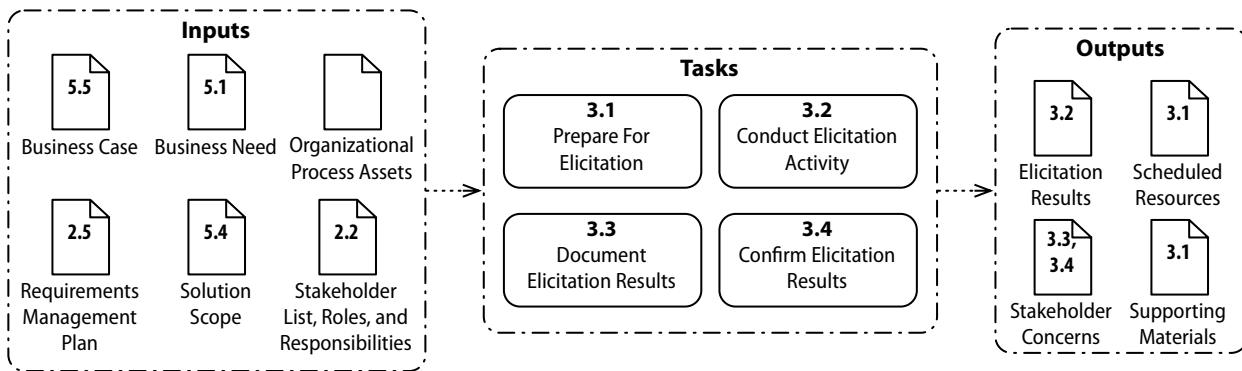 Inputs
5.5
Business Case
5.1
Business Need
Organizational
Process Assets
2.5
Requirements
Management
Plan
5.4
Solution
Scope
2.2
Stakeholder
List, Roles, and
Responsibilities
Tasks
3.1
Prepare For
Elicitation
3.2
Conduct Elicitation
Activity
3.3
Document
Elicitation Results
3.4
Confirm Elicitation
Results
Outputs
3.2
Elicitation
Results
3.1
Scheduled
Resources
3.3,
3.4
Stakeholder
Concerns
3.1
Supporting
Materials